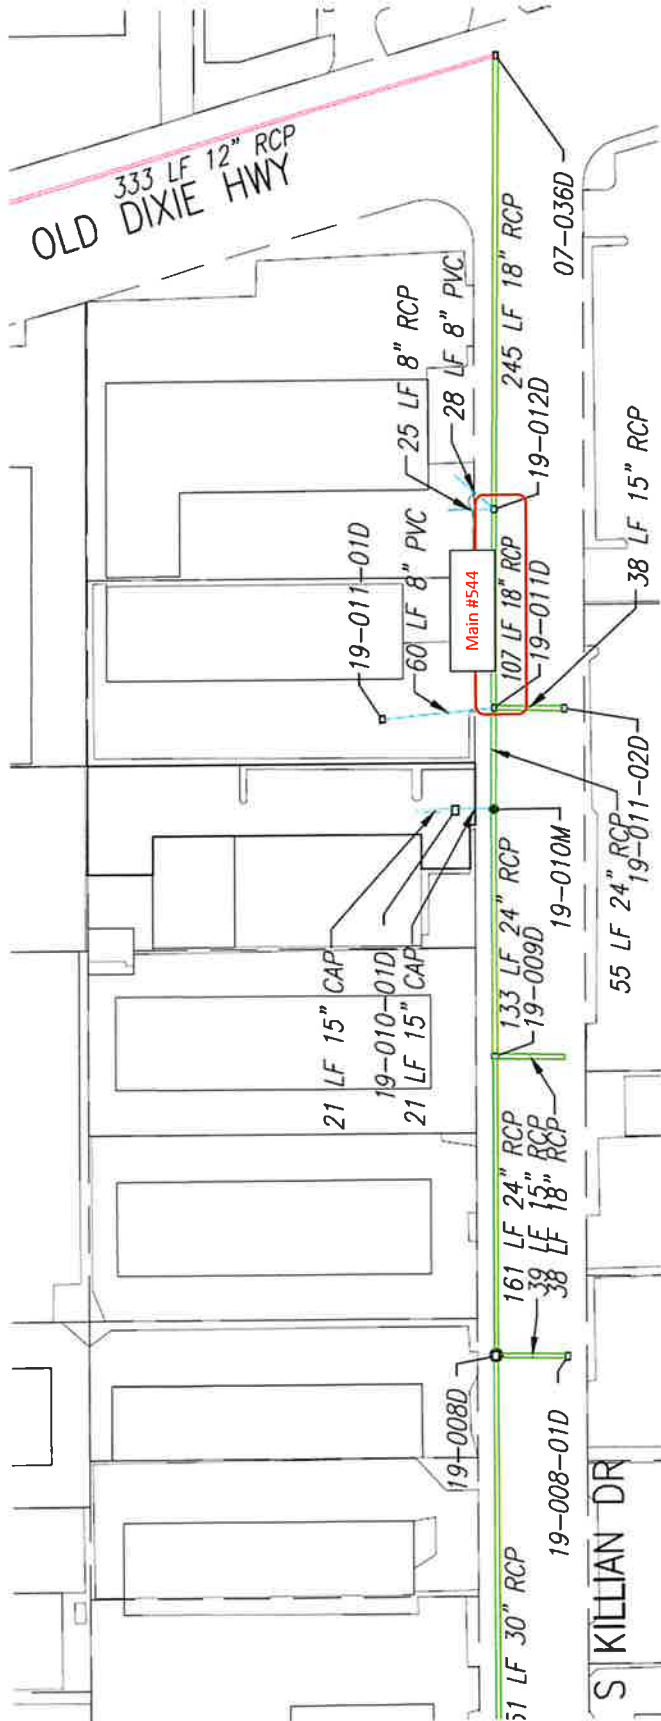 333 LF 12" RCP
OLD DIXIE HWY
07-036D
245 LF 18" RCP
25 LF 8" RCP
28 LF 8" PVC
19-012D
38 LF 15" RCP
19-011-01D
60 LF 8" PVC
Main #544
107 LF 18" RCP
19-011D
19-011-02D
55 LF 24" RCP
19-010M
133 LF 24" RCP
19-009D
21 LF 15" CAP
19-010-01D
21 LF 15" CAP
161 LF 24" RCP
39 LF 15" RCP
38 LF 18" RCP
19-008D
19-008-01D
51 LF 30" RCP
S KILLIAN DR